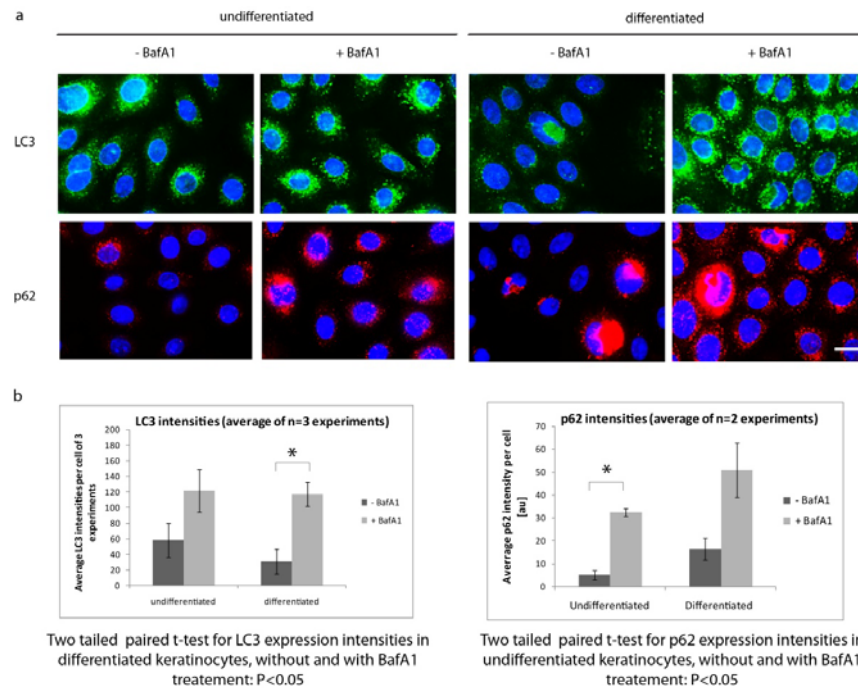 a
undifferentiated
differentiated
- BafA1
+ BafA1
- BafA1
+ BafA1
LC3
p62
b
LC3 intensities (average of n=3 experiments)
Average LC3 intensities per cell of 3
experiments
200
180
160
140
120
100
80
60
40
20
0
*
- BafA1
+ BafA1
undifferentiated
differentiated
Two tailed paired t-test for LC3 expression intensities in
differentiated keratinocytes, without and with BafA1
treatement: P<0.05
p62 intensities (average of n=2 experiments)
Averrage p62 intensity per cell
[au]
70
60
50
40
30
20
10
0
*
- BafA1
+ BafA1
Undifferentiated
Differentiated
Two tailed paired t-test for p62 expression intensities in
undifferentiated keratinocytes, without and with BafA1
treatement: P<0.05